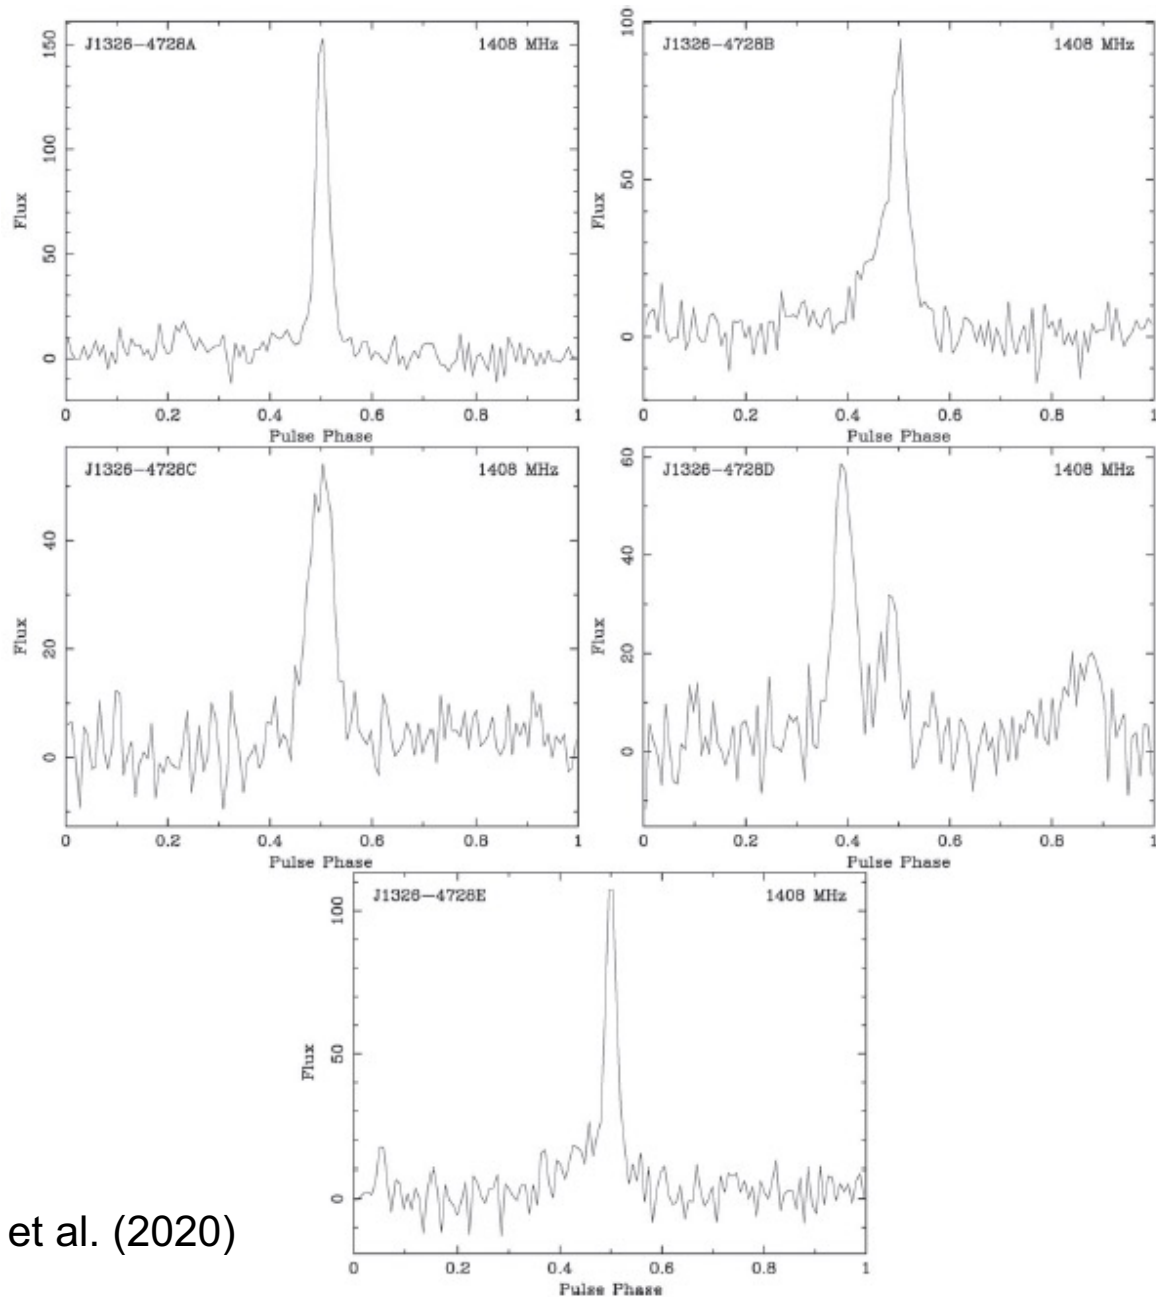 J1326−4728A 1408 MHz
150
100
50
0
Flux
0 0.2 0.4 0.6 0.8 1
Pulse Phase
J1326−4728B 1408 MHz
100
50
0
Flux
0 0.2 0.4 0.6 0.8 1
Pulse Phase
J1326−4728C 1408 MHz
40
20
0
Flux
0 0.2 0.4 0.6 0.8 1
Pulse Phase
J1326−4728D 1408 MHz
60
40
20
0
Flux
0 0.2 0.4 0.6 0.8 1
Pulse Phase
J1326−4728E 1408 MHz
100
50
0
Flux
0 0.2 0.4 0.6 0.8 1
Pulse Phase
et al. (2020)